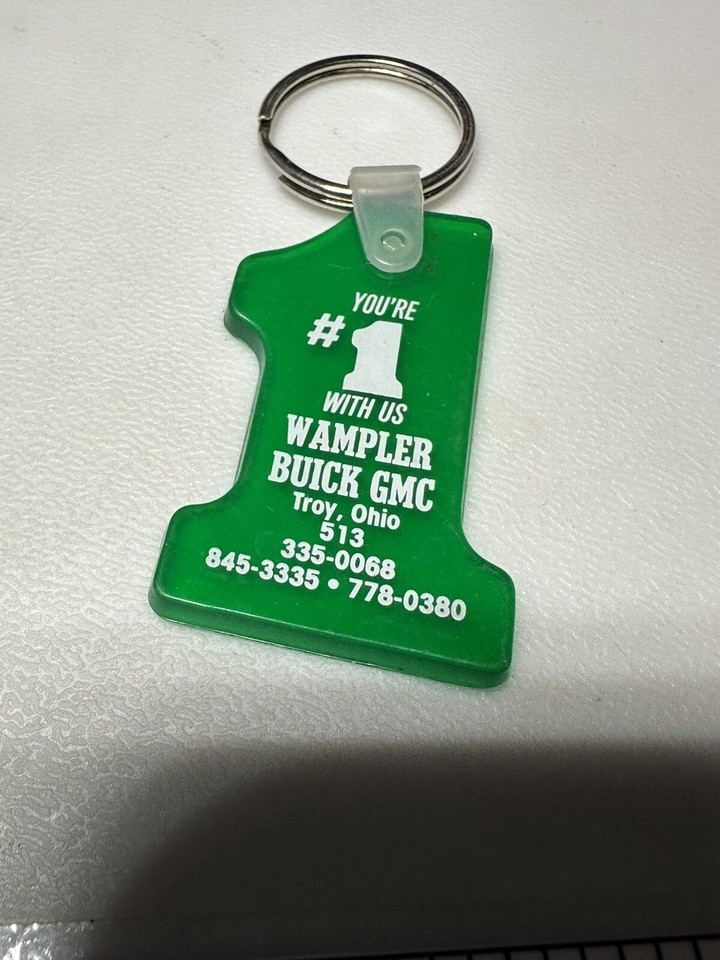 YOU'RE
#1
WITH US
WAMPLER
BUICK GMC
Troy, Ohio
513
335-0068
845-3335 • 778-0380